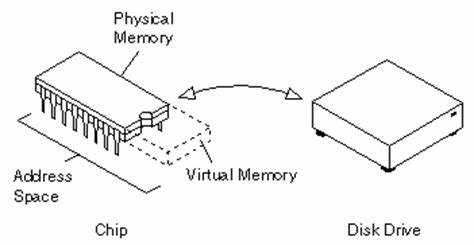 Physical
Memory
Virtual Memory
Address
Space
Chip
Disk Drive